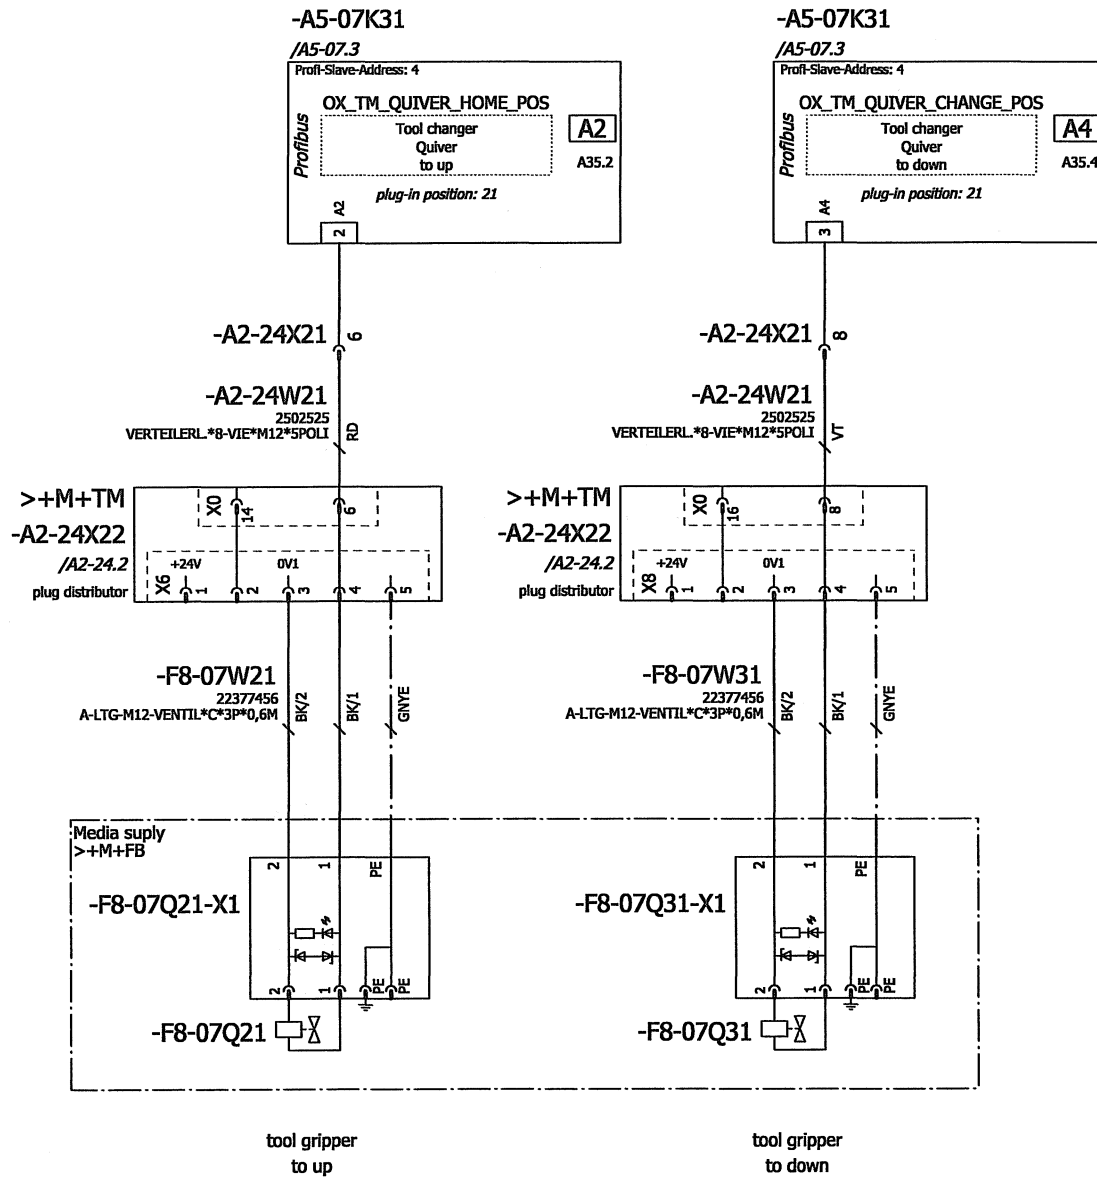 -A5-07K31
/A5-07.3
Profi-Slave-Address: 4
OX_TM_QUIVER_HOME_POS
Profibus
Tool changer
Quiver
to up
A2
A35.2
plug-in position: 21
A2
2
-A2-24X21
6
-A2-24W21
2502525
VERTEILERL.*8-VIE*M12*5POLI
RD
>+M+TM
-A2-24X22
/A2-24.2
plug distributor
X0
14
6
X6
+24V
0V1
1
2
3
4
5
-F8-07W21
22377456
A-LTG-M12-VENTIL*C*3P*0,6M
BK/2
BK/1
GNYE
Media suply
>+M+FB
2
1
PE
-F8-07Q21-X1
2
1
PE
PE
-F8-07Q21
tool gripper
to up
-A5-07K31
/A5-07.3
Profi-Slave-Address: 4
OX_TM_QUIVER_CHANGE_POS
Profibus
Tool changer
Quiver
to down
A4
A35.4
plug-in position: 21
A4
3
-A2-24X21
8
-A2-24W21
2502525
VERTEILERL.*8-VIE*M12*5POLI
VT
>+M+TM
-A2-24X22
/A2-24.2
plug distributor
X0
16
8
X8
+24V
0V1
1
2
3
4
5
-F8-07W31
22377456
A-LTG-M12-VENTIL*C*3P*0,6M
BK/2
BK/1
GNYE
2
1
PE
-F8-07Q31-X1
2
1
PE
PE
-F8-07Q31
tool gripper
to down